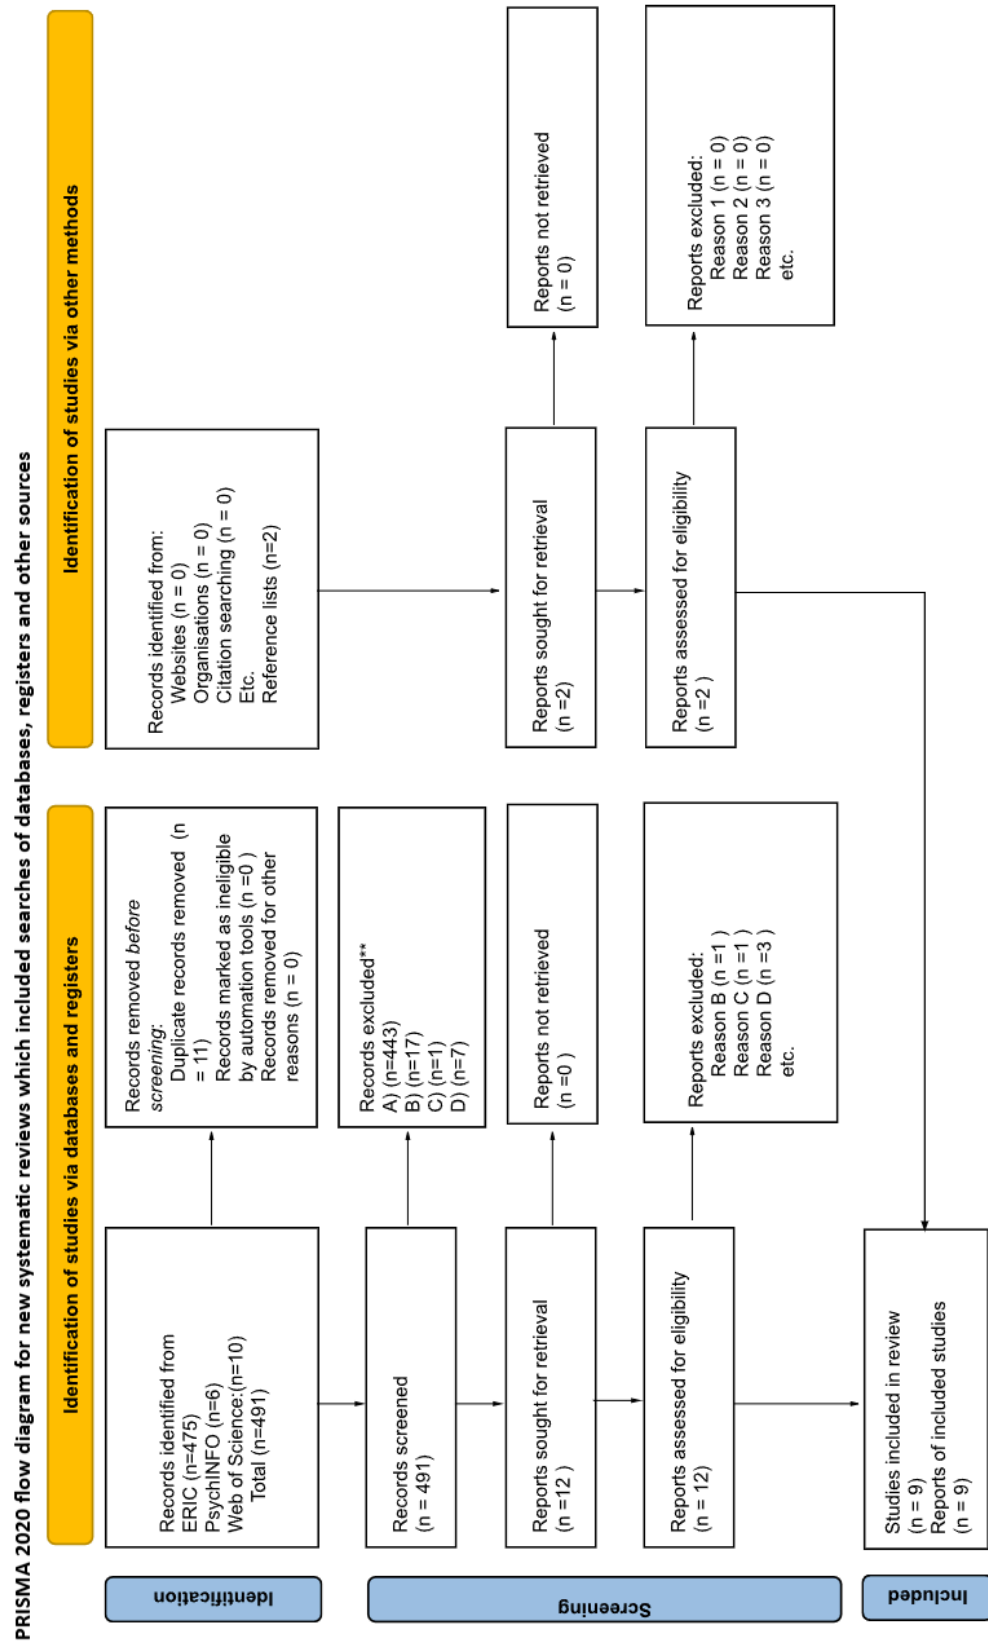 PRISMA 2020 flow diagram for new systematic reviews which included searches of databases, registers and other sources
Identification of studies via databases and registers
Identification of studies via other methods
Identification
Records identified from
ERIC (n=475)
PsychINFO (n=6)
Web of Science:(n=10)
Total (n=491)
Records removed before
screening:
Duplicate records removed (n
= 11)
Records marked as ineligible
by automation tools (n =0 )
Records removed for other
reasons (n = 0)
Records identified from:
Websites (n = 0)
Organisations (n = 0)
Citation searching (n = 0)
Etc.
Reference lists (n=2)
Screening
Records screened
(n = 491)
Records excluded**
A) (n=443)
B) (n=17)
C) (n=1)
D) (n=7)
Reports sought for retrieval
(n =12 )
Reports not retrieved
(n =0 )
Reports sought for retrieval
(n =2)
Reports not retrieved
(n = 0)
Reports assessed for eligibility
(n = 12)
Reports excluded:
Reason B (n =1 )
Reason C (n =1 )
Reason D (n =3 )
etc.
Reports assessed for eligibility
(n =2 )
Reports excluded:
Reason 1 (n = 0)
Reason 2 (n = 0)
Reason 3 (n = 0)
etc.
Included
Studies included in review
(n = 9)
Reports of included studies
(n = 9)